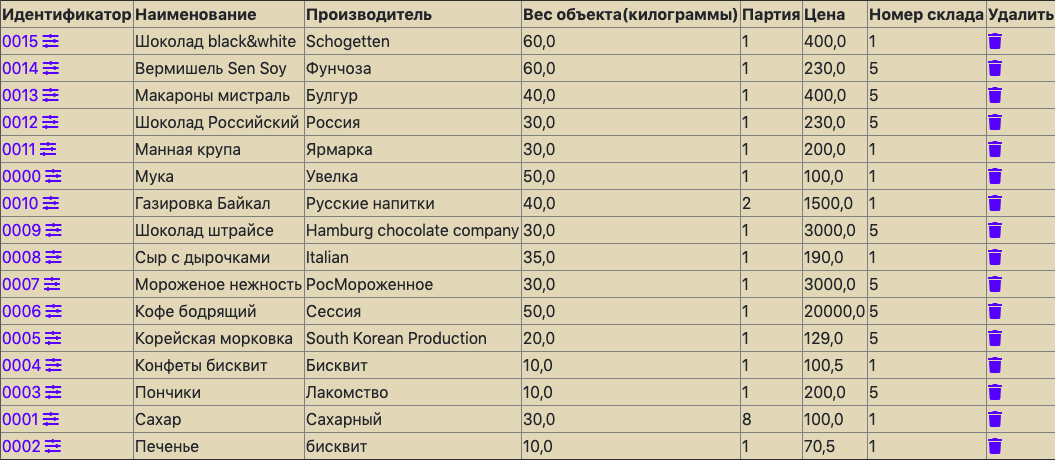 Идентификатор Наименование Производитель Вес объекта(килограммы) Партия Цена Номер склада Удалить
0015 Шоколад black&white Schogetten 60,0 1 400,0 1
0014 Вермишель Sen Soy Фунчоза 60,0 1 230,0 5
0013 Макароны мистраль Булгур 40,0 1 400,0 5
0012 Шоколад Российский Россия 30,0 1 230,0 5
0011 Манная крупа Ярмарка 30,0 1 200,0 1
0000 Мука Увелка 50,0 1 100,0 1
0010 Газировка Байкал Русские напитки 40,0 2 1500,0 1
0009 Шоколад штрайсе Hamburg chocolate company 30,0 1 3000,0 5
0008 Сыр с дырочками Italian 35,0 1 190,0 1
0007 Мороженое нежность РосМороженное 30,0 1 3000,0 5
0006 Кофе бодрящий Сессия 50,0 1 20000,0 5
0005 Корейская морковка South Korean Production 20,0 1 129,0 5
0004 Конфеты бисквит Бисквит 10,0 1 100,5 1
0003 Пончики Лакомство 10,0 1 200,0 5
0001 Сахар Сахарный 30,0 8 100,0 1
0002 Печенье бисквит 10,0 1 70,5 1